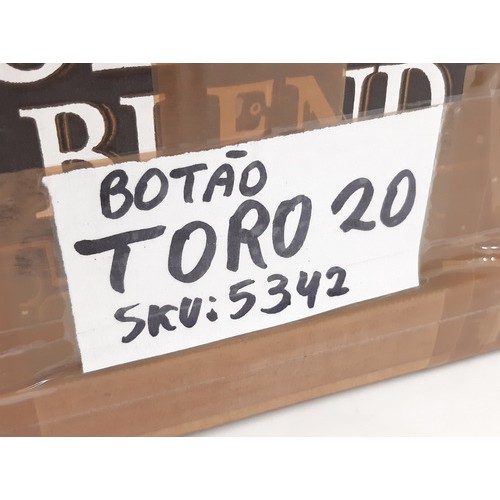 BLEND
BOTÃO
TORO 20
SKU: 5342